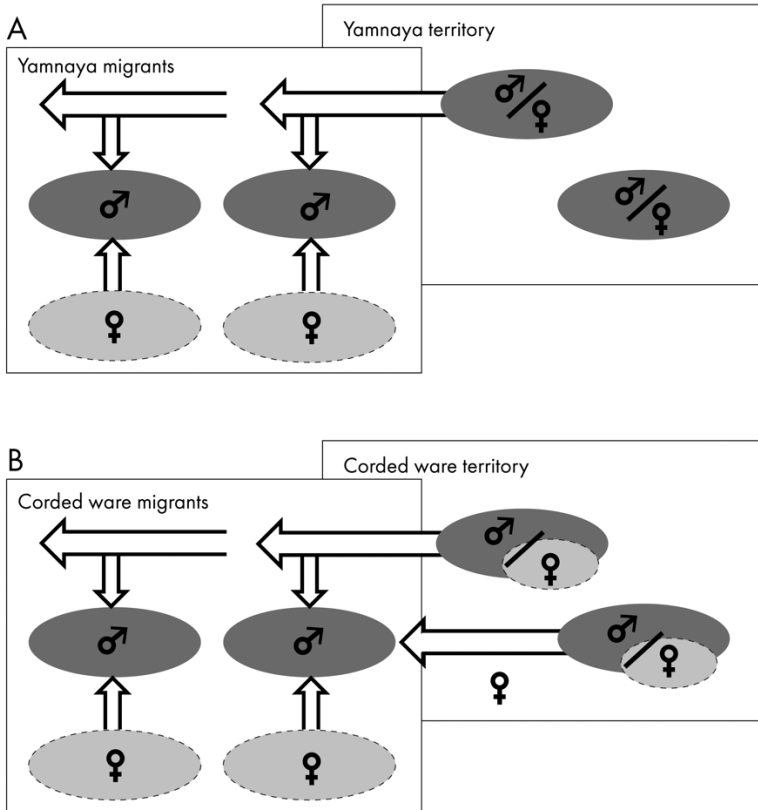 A
Yamnaya territory
Yamnaya migrants
B
Corded ware territory
Corded ware migrants